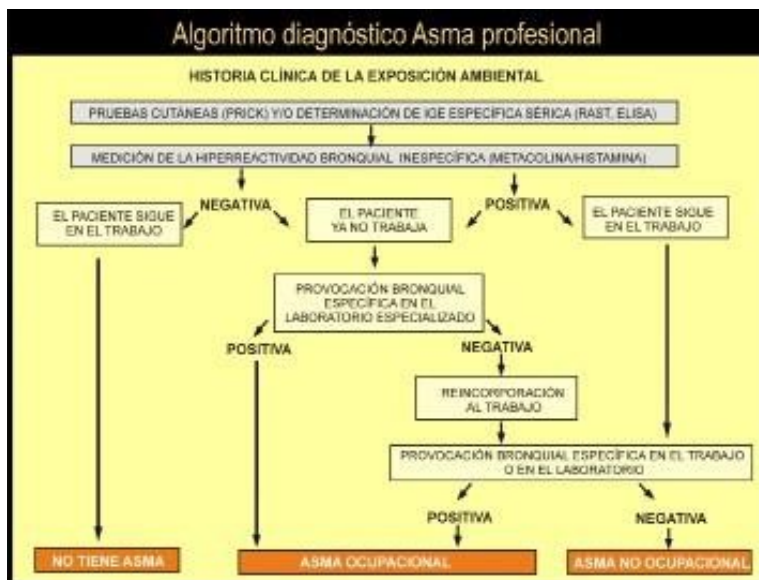 Algoritmo diagnóstico Asma profesional
HISTORIA CLÍNICA DE LA EXPOSICIÓN AMBIENTAL
PRUEBAS CUTÁNEAS (PRICK) Y/O DETERMINACIÓN DE IGE ESPECÍFICA SÉRICA (RAST, ELISA)
MEDICIÓN DE LA HIPERREACTIVIDAD BRONQUIAL INESPECÍFICA (METACOLINA/HISTAMINA)
NEGATIVA
POSITIVA
EL PACIENTE SIGUE
EN EL TRABAJO
EL PACIENTE
YA NO TRABAJA
EL PACIENTE SIGUE
EN EL TRABAJO
PROVOCACIÓN BRONQUIAL
ESPECÍFICA EN EL
LABORATORIO ESPECIALIZADO
POSITIVA
NEGATIVA
REINCORPORACIÓN
AL TRABAJO
PROVOCACIÓN BRONQUIAL ESPECÍFICA EN EL TRABAJO
O EN EL LABORATORIO
POSITIVA
NEGATIVA
NO TIENE ASMA
ASMA OCUPACIONAL
ASMA NO OCUPACIONAL